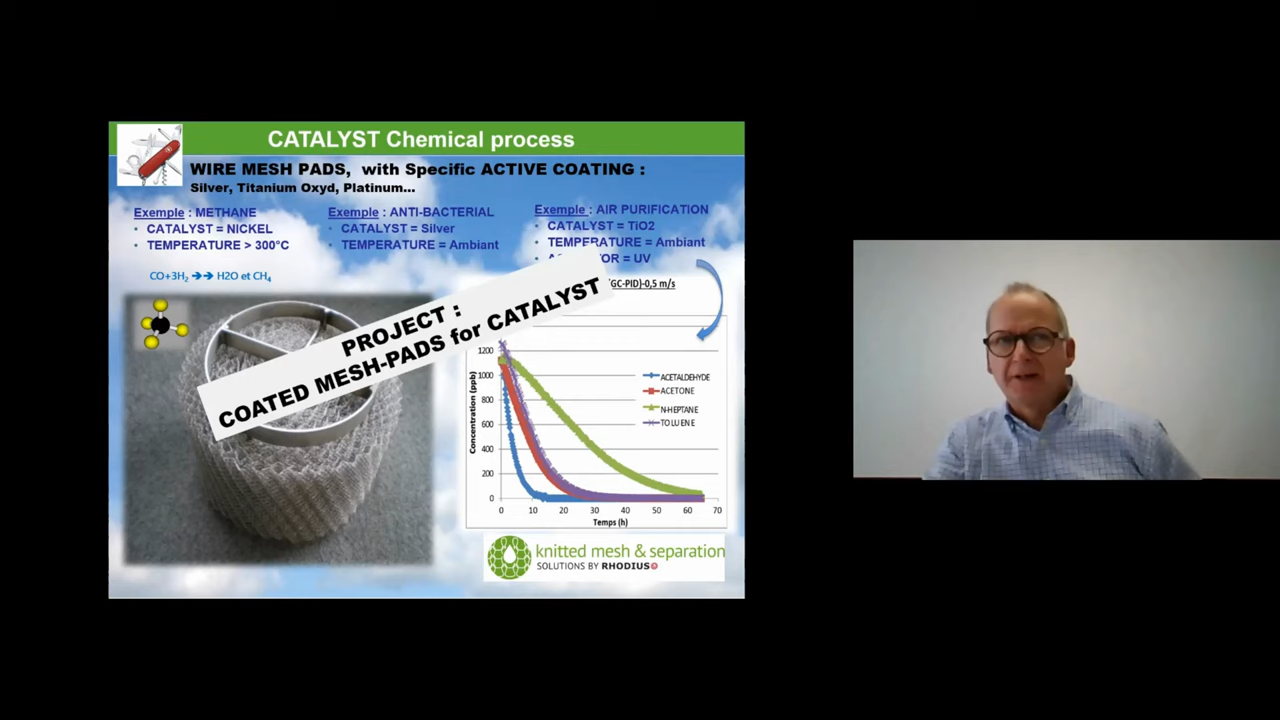 CATALYST Chemical process
WIRE MESH PADS, with Specific ACTIVE COATING :
Silver, Titanium Oxyd, Platinum...
Exemple : METHANE
• CATALYST = NICKEL
• TEMPERATURE > 300°C
CO+3H₂ ➔➔ H2O et CH₄
Exemple : ANTI-BACTERIAL
• CATALYST = Silver
• TEMPERATURE = Ambiant
Exemple : AIR PURIFICATION
• CATALYST = TiO2
• TEMPERATURE = Ambiant
= UV
(GC-PID)-0,5 m/s
PROJECT :
COATED MESH-PADS for CATALYST
Concentration (ppb)
1200
1000
800
600
400
200
0
0 10 20 30 40 50 60 70
Temps (h)
ACETALDEHYDE
ACETONE
N-HEPTANE
TOLUENE
knitted mesh & separation
SOLUTIONS BY RHODIUS